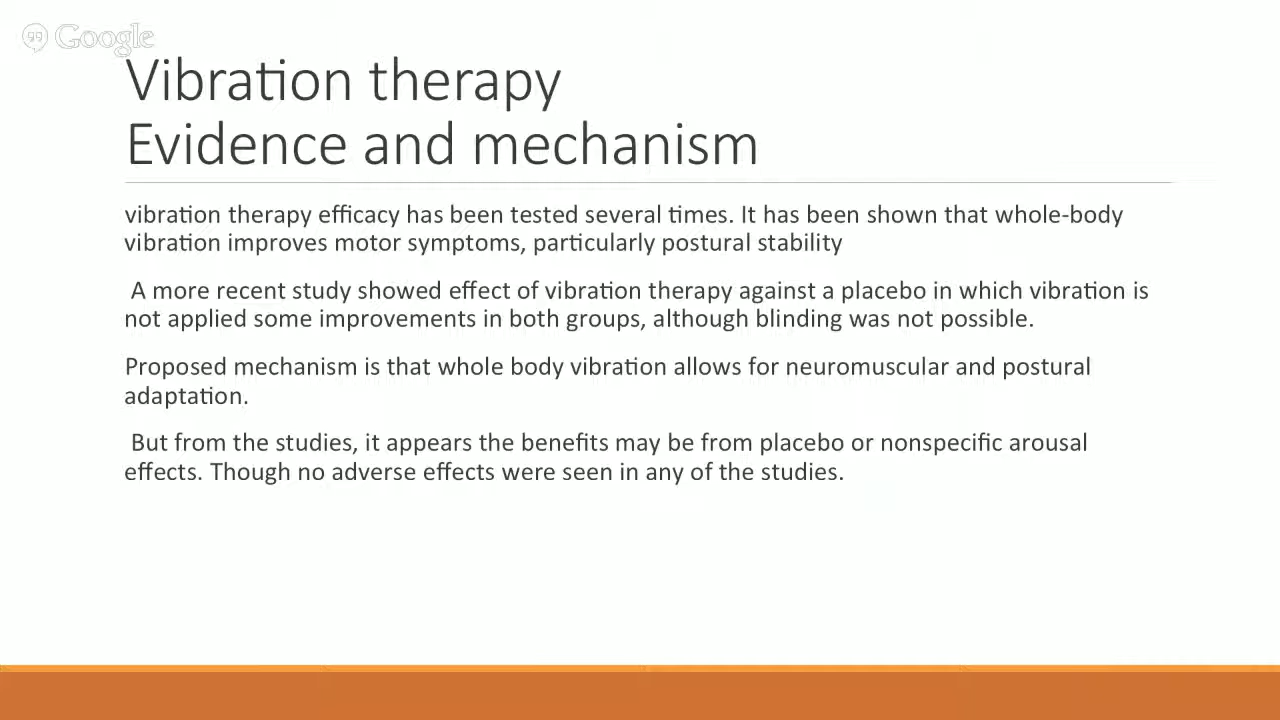 Google
Vibration therapy
Evidence and mechanism
vibration therapy efficacy has been tested several times. It has been shown that whole-body
vibration improves motor symptoms, particularly postural stability
A more recent study showed effect of vibration therapy against a placebo in which vibration is
not applied some improvements in both groups, although blinding was not possible.
Proposed mechanism is that whole body vibration allows for neuromuscular and postural
adaptation.
But from the studies, it appears the benefits may be from placebo or nonspecific arousal
effects. Though no adverse effects were seen in any of the studies.